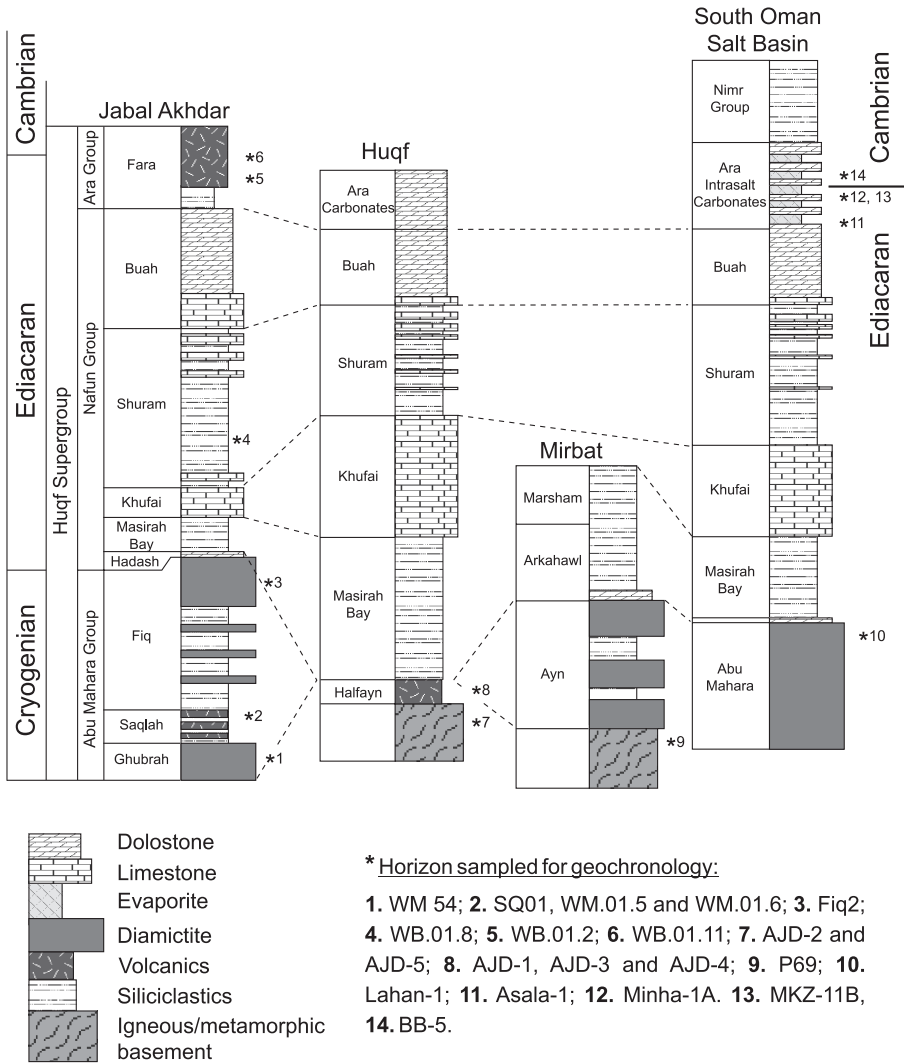 South Oman
Salt Basin
Cambrian
Jabal Akhdar
Huqf
Nimr
Group
Cambrian
Ara Group
Fara
*6
*5
Ara
Carbonates
Ara
Intrasalt
Carbonates
*14
*12, 13
*11
Ediacaran
Huqf Supergroup
Nafun Group
Buah
Buah
Buah
Ediacaran
Shuram
Shuram
Shuram
*4
Mirbat
Khufai
Khufai
Khufai
Marsham
Masirah
Bay
Hadash
Arkahawl
Masirah
Bay
Masirah
Bay
Cryogenian
Abu Mahara Group
*3
Fiq
Ayn
*10
Abu
Mahara
Halfayn
*8
*7
Saqlah
*2
*9
Ghubrah
*1
Dolostone
Limestone
Evaporite
Diamictite
Volcanics
Siliciclastics
Igneous/metamorphic
basement
* Horizon sampled for geochronology:
1. WM 54; 2. SQ01, WM.01.5 and WM.01.6; 3. Fiq2;
4. WB.01.8; 5. WB.01.2; 6. WB.01.11; 7. AJD-2 and
AJD-5; 8. AJD-1, AJD-3 and AJD-4; 9. P69; 10.
Lahan-1; 11. Asala-1; 12. Minha-1A. 13. MKZ-11B,
14. BB-5.